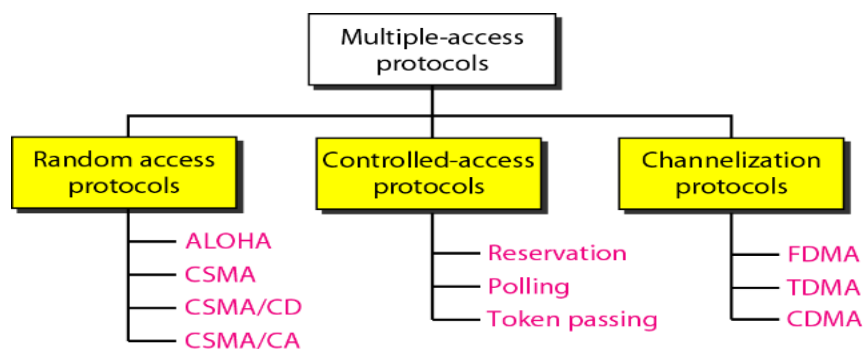 Multiple-access
protocols
Random access
protocols
Controlled-access
protocols
Channelization
protocols
ALOHA
CSMA
CSMA/CD
CSMA/CA
Reservation
Polling
Token passing
FDMA
TDMA
CDMA